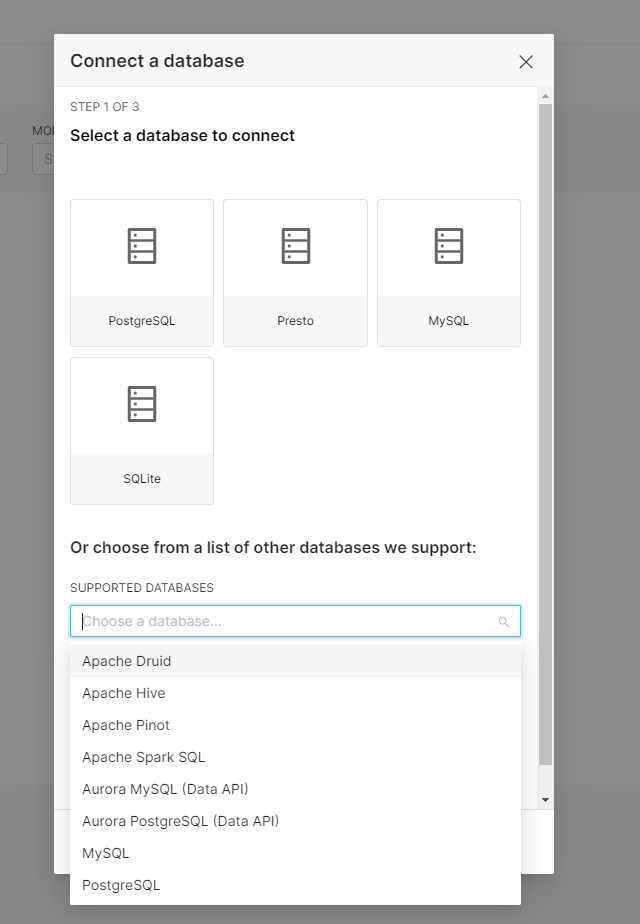 Connect a database
STEP 1 OF 3
Select a database to connect
PostgreSQL
Presto
MySQL
SQLite
Or choose from a list of other databases we support:
SUPPORTED DATABASES
Choose a database...
Apache Druid
Apache Hive
Apache Pinot
Apache Spark SQL
Aurora MySQL (Data API)
Aurora PostgreSQL (Data API)
MySQL
PostgreSQL